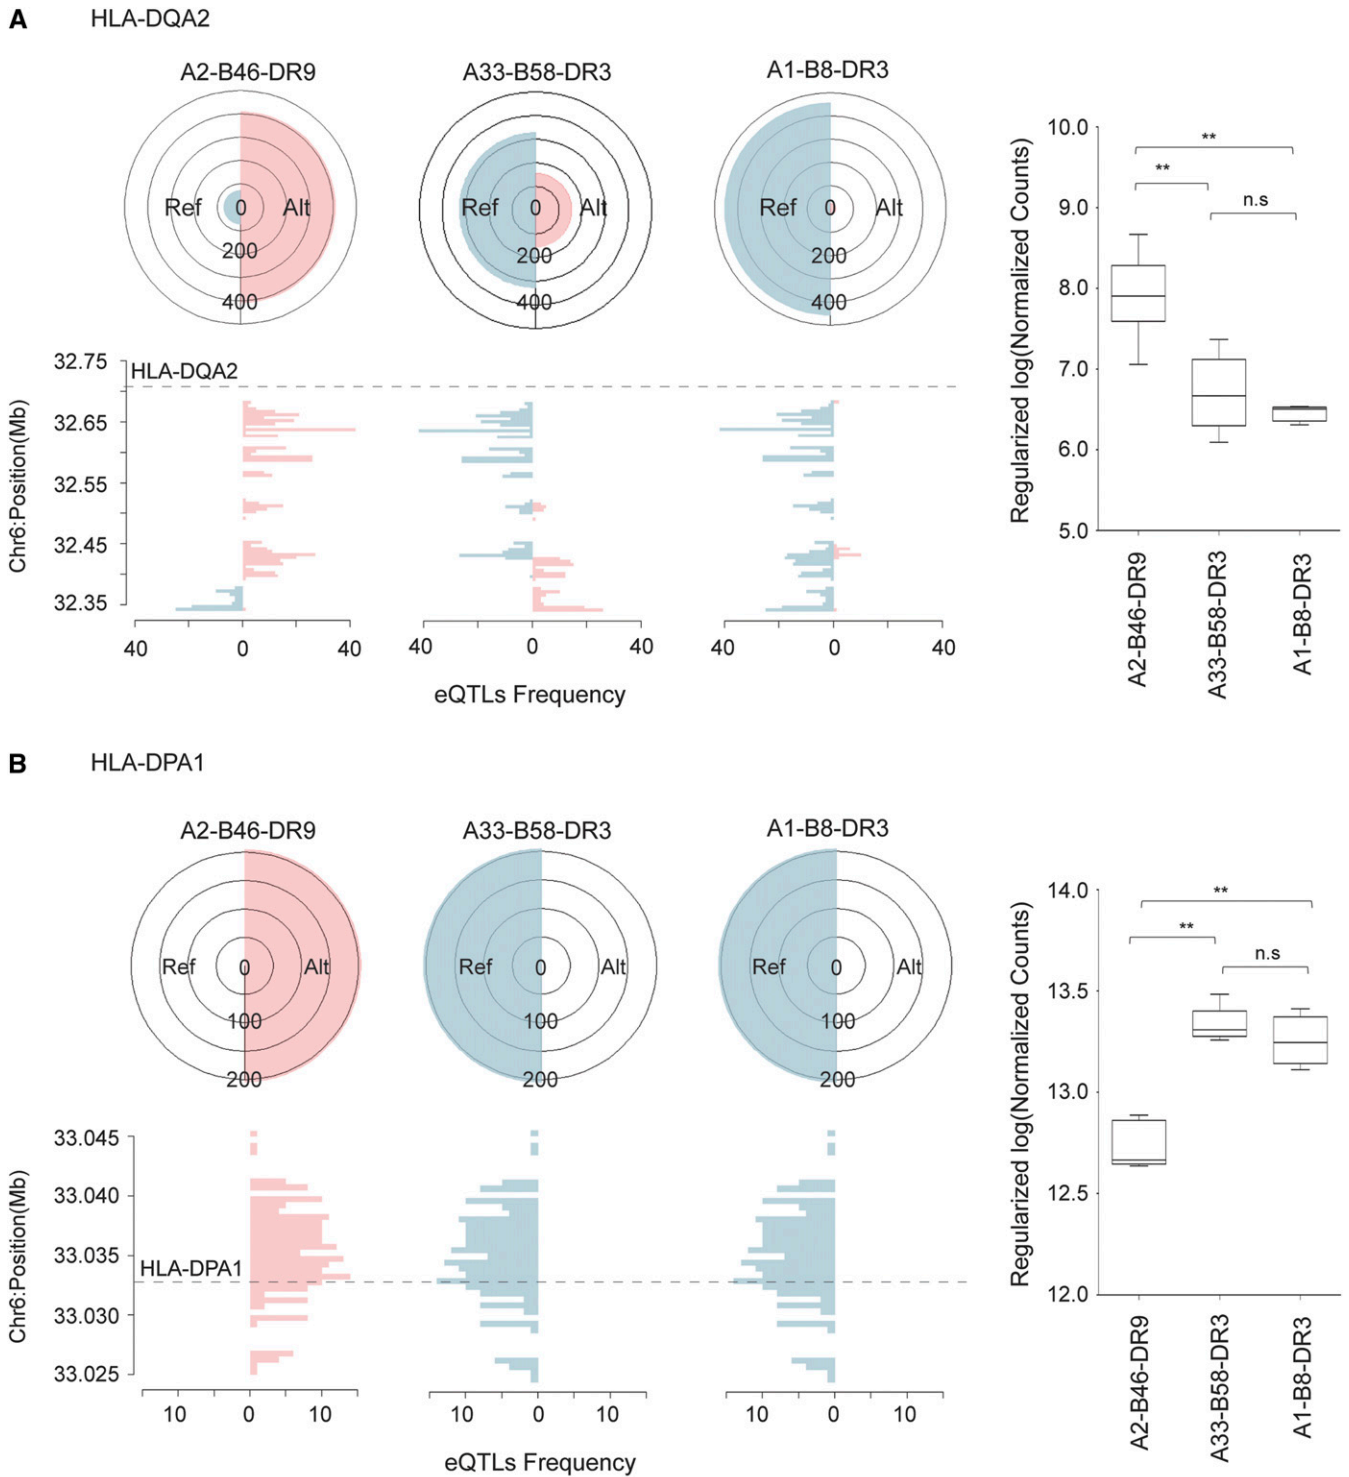 A HLA-DQA2
A2-B46-DR9 A33-B58-DR3 A1-B8-DR3
Ref 0 Alt Ref 0 Alt Ref 0 Alt
200 200 200
400 400 400
32.75
HLA-DQA2
32.65
32.55
32.45
32.35
Chr6:Position(Mb)
40 0 40 40 0 40 40 0 40
eQTLs Frequency
Regularized log(Normalized Counts)
10.0
9.0
8.0
7.0
6.0
5.0
**
**
n.s
A2-B46-DR9
A33-B58-DR3
A1-B8-DR3
B HLA-DPA1
A2-B46-DR9 A33-B58-DR3 A1-B8-DR3
Ref 0 Alt Ref 0 Alt Ref 0 Alt
100 100 100
200 200 200
33.045
33.040
33.035
HLA-DPA1
33.030
33.025
Chr6:Position(Mb)
10 0 10 10 0 10 10 0 10
eQTLs Frequency
Regularized log(Normalized Counts)
14.0
13.5
13.0
12.5
12.0
**
**
n.s
A2-B46-DR9
A33-B58-DR3
A1-B8-DR3